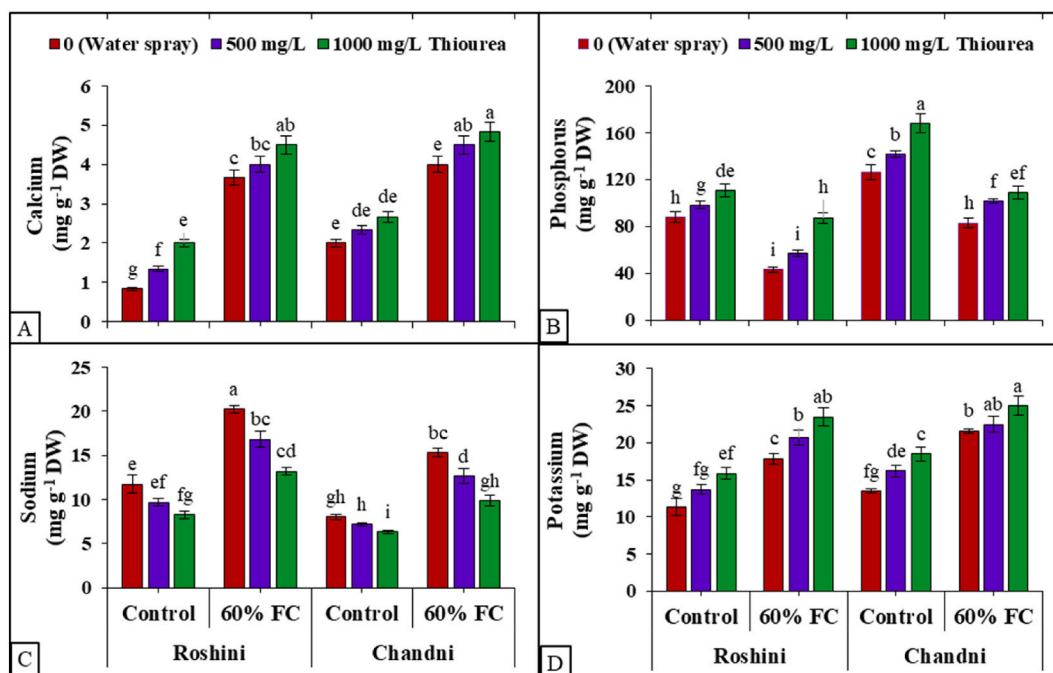 0 (Water spray) 500 mg/L 1000 mg/L Thiourea
Calcium
(mg g⁻¹ DW)
6
5
4
3
2
1
0
g f e c bc ab e de de e ab a
A
0 (Water spray) 500 mg/L 1000 mg/L Thiourea
Phosphorus
(mg g⁻¹ DW)
200
160
120
80
40
0
h g de i i h c b a h f ef
B
Sodium
(mg g⁻¹ DW)
25
20
15
10
5
0
e ef fg a bc cd gh h i bc d gh
Control 60% FC Control 60% FC
Roshini Chandni
C
Potasium
(mg g⁻¹ DW)
30
25
20
15
10
5
0
g fg ef c b ab fg de c b ab a
Control 60% FC Control 60% FC
Roshini Chandni
D